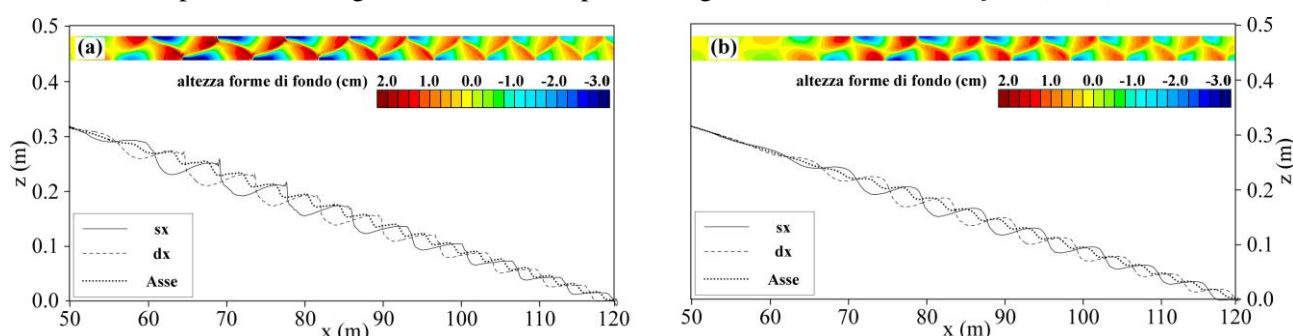 (a)
altezza forme di fondo (cm)
2.0 1.0 0.0 -1.0 -2.0 -3.0
z (m)
0.5
0.4
0.3
0.2
0.1
0.0
sx
dx
Asse
50 60 70 80 90 100 110 120
x (m)
(b)
altezza forme di fondo (cm)
2.0 1.0 0.0 -1.0 -2.0 -3.0
sx
dx
Asse
0.5
0.4
0.3
0.2
0.1
0.0
z (m)
50 60 70 80 90 100 110 120
x (m)